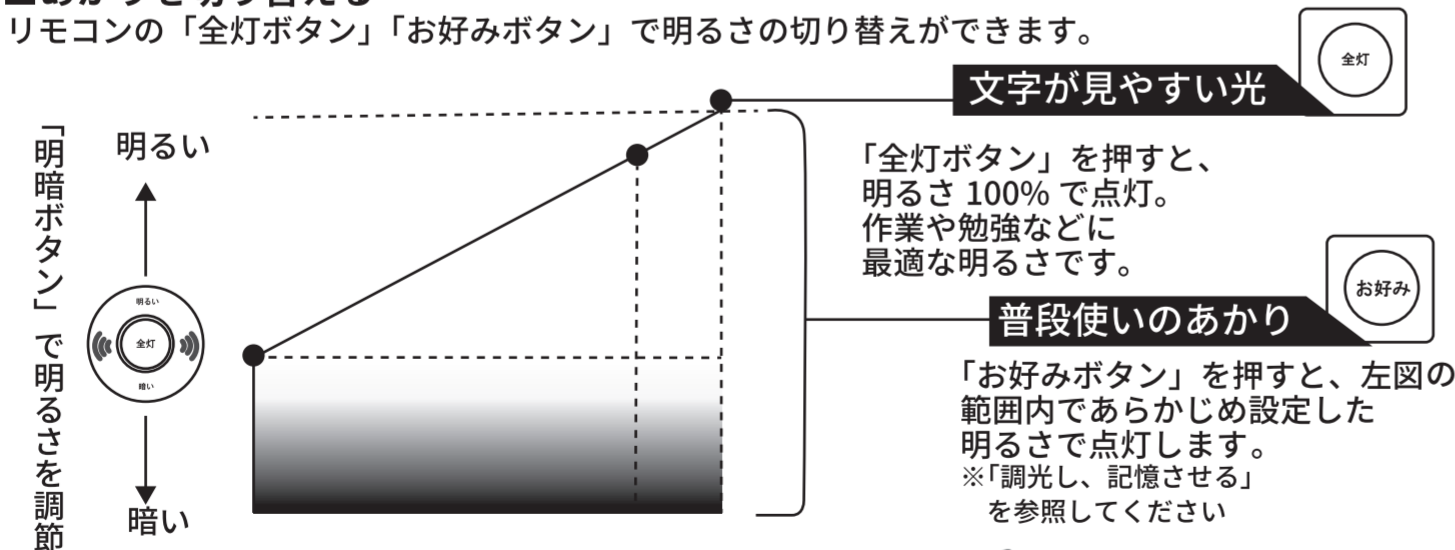 リモコンの「全灯ボタン」「お好みボタン」で明るさの切り替えができます。
「明暗ボタン」で明るさを調節
明るい
明るい
全灯
暗い
暗い
文字が見やすい光
全灯
「全灯ボタン」を押すと、
明るさ 100% で点灯。
作業や勉強などに
最適な明るさです。
普段使いのあかり
お好み
「お好みボタン」を押すと、左図の
範囲内であらかじめ設定した
明るさで点灯します。
※「調光し、記憶させる」
を参照してください